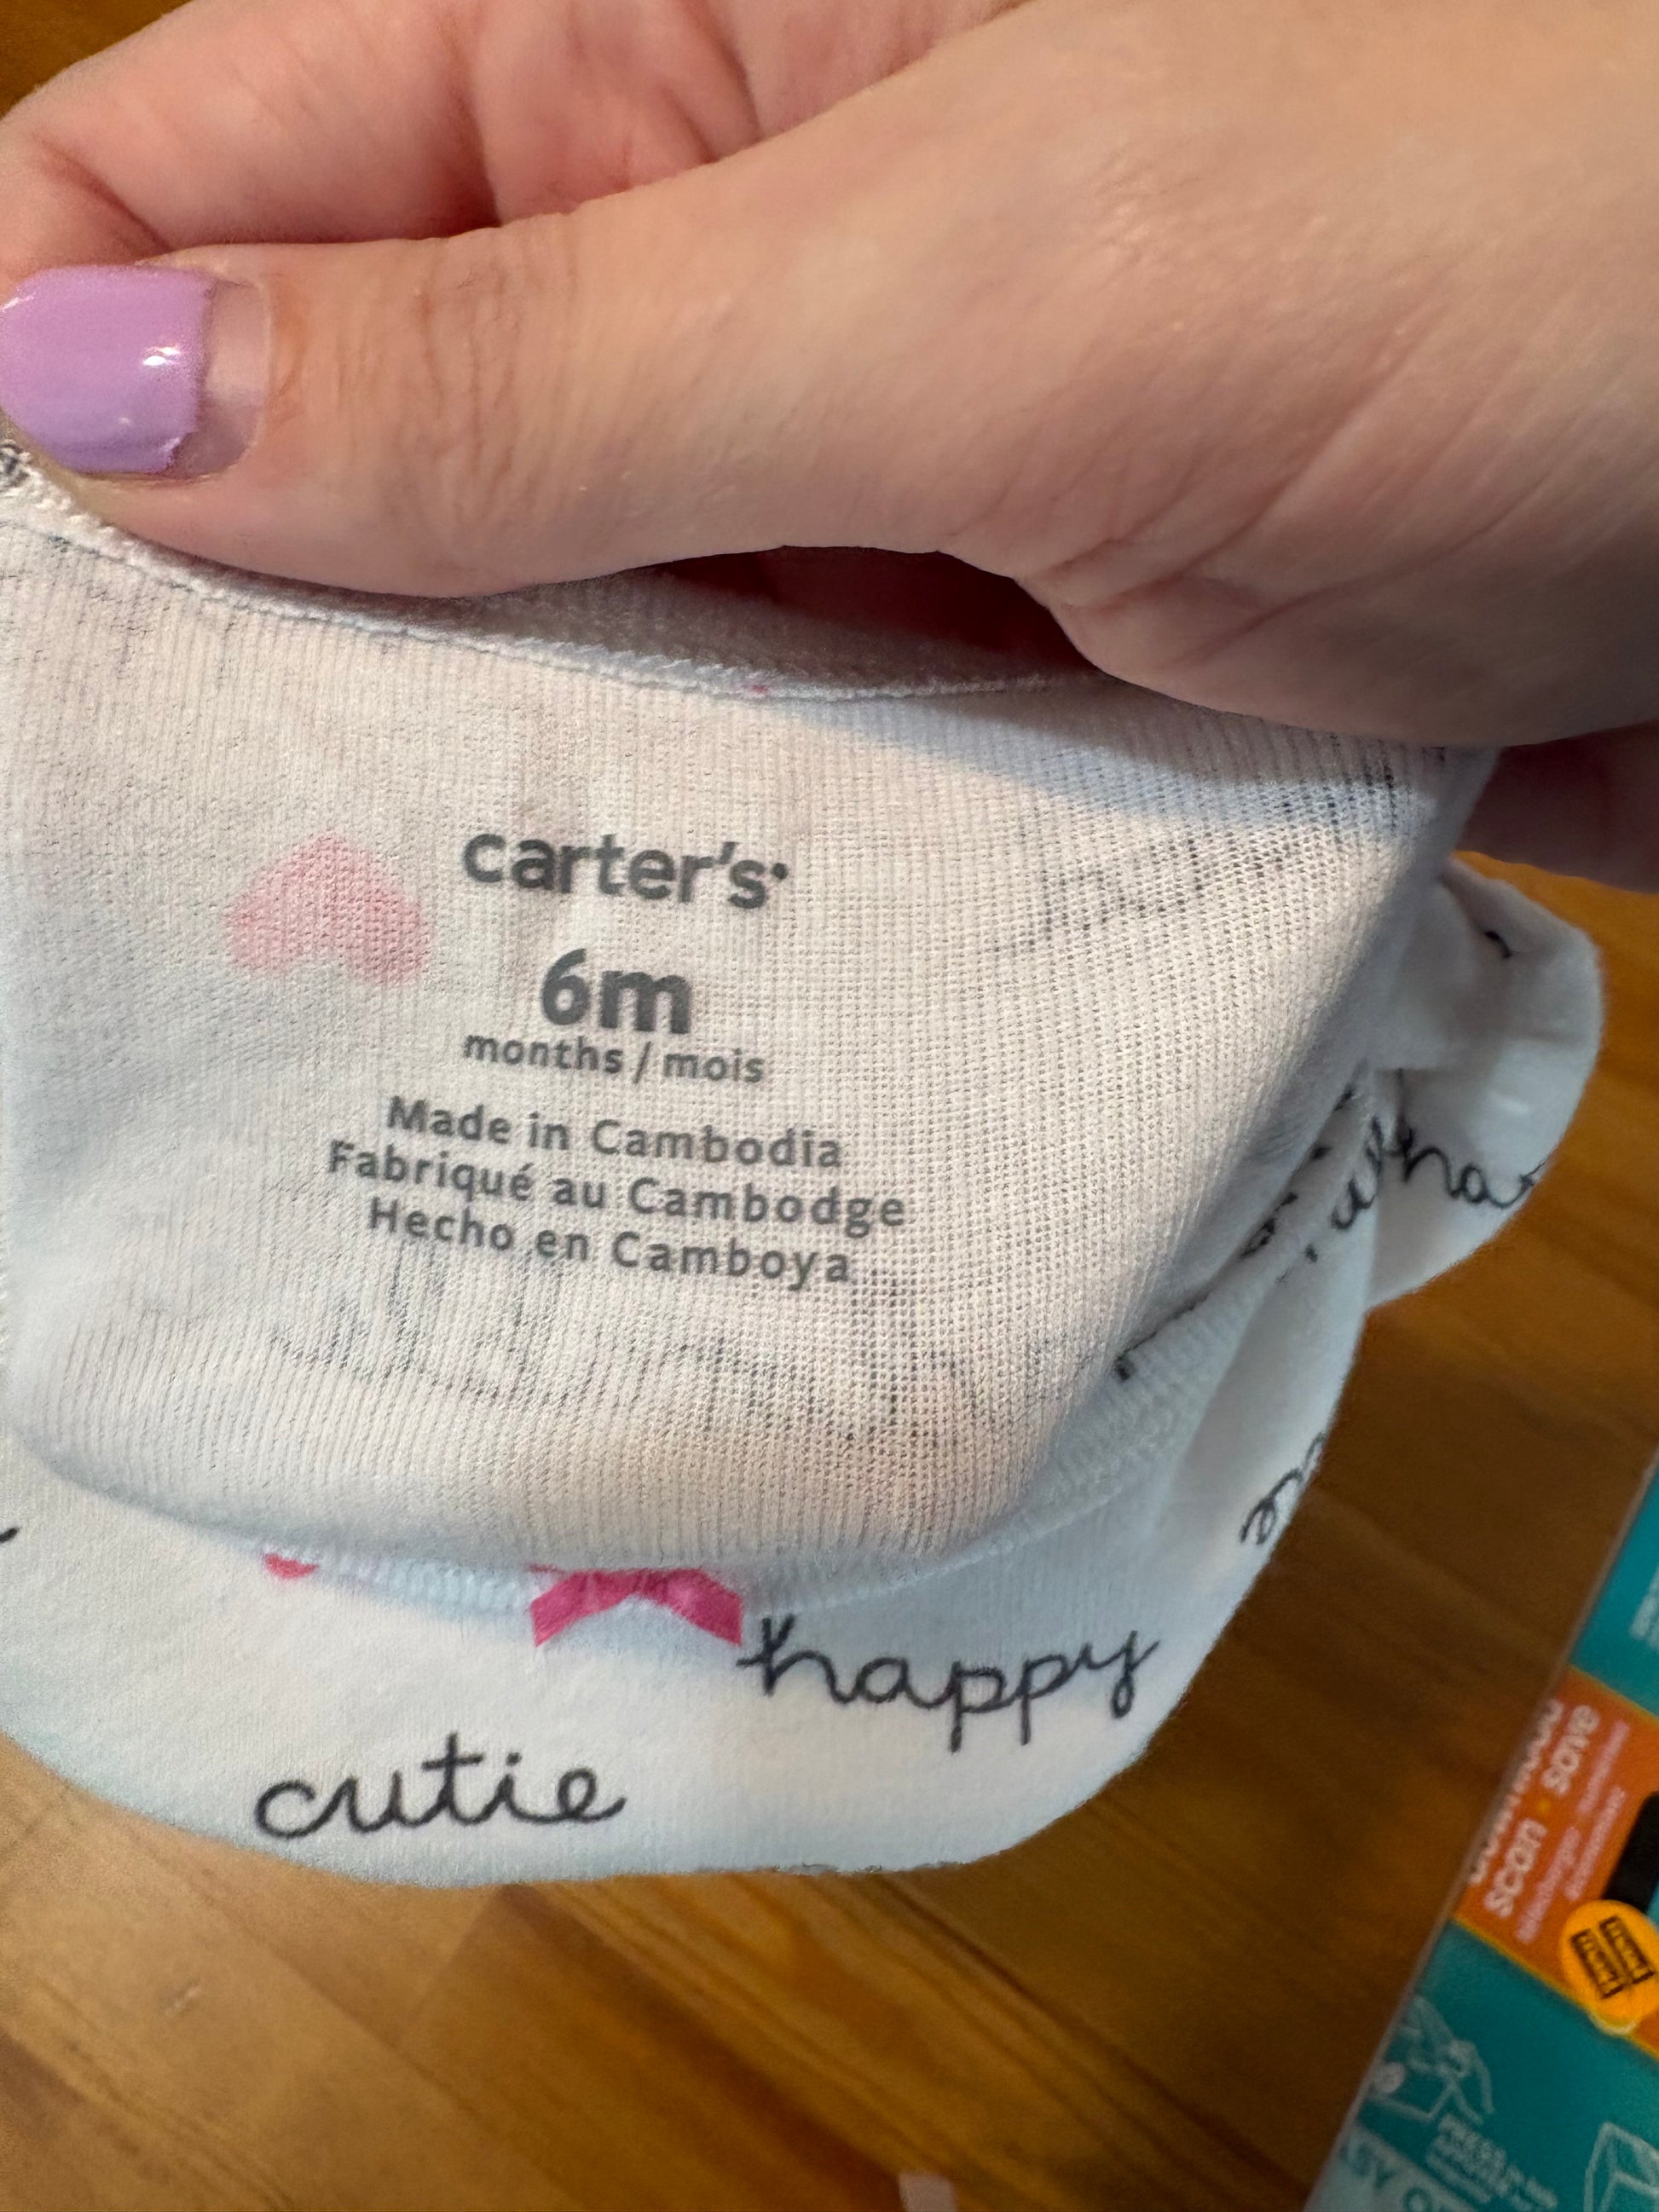 carter's
6m
months / mois
Made in Cambodia
Fabriqué au Cambodge
Hecho en Camboya
happy
cutie
scan • save